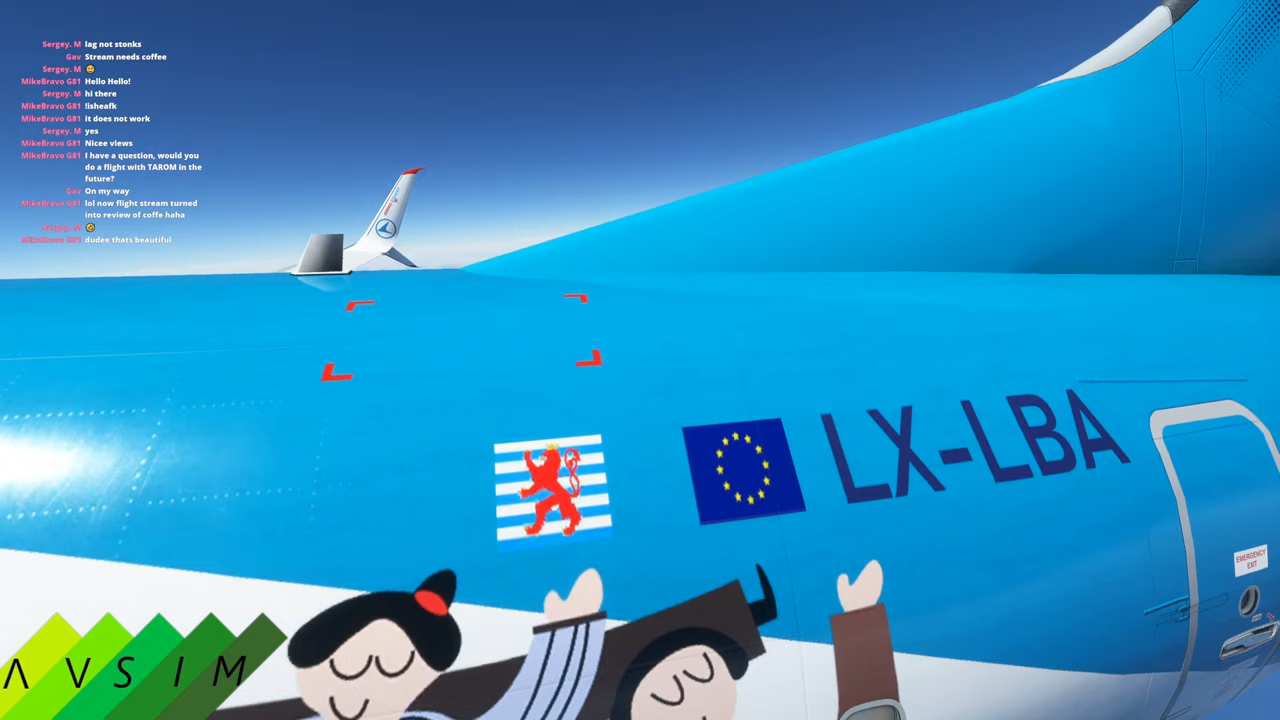 Sergey. M lag not stonks
Gav Stream needs coffee
Sergey. M
MikeBravo G81 Hello Hello!
Sergey. M hi there
MikeBravo G81 !isheafk
MikeBravo G81 it does not work
Sergey. M yes
MikeBravo G81 Nicee views
MikeBravo G81 I have a question, would you
do a flight with TAROM in the
future?
Gav On my way
MikeBravo G81 lol now flight stream turned
into review of coffe haha
Sergey. M
MikeBravo G81 dudee thats beautiful
LX-LBA
EMERGENCY
EXIT
AVSIM